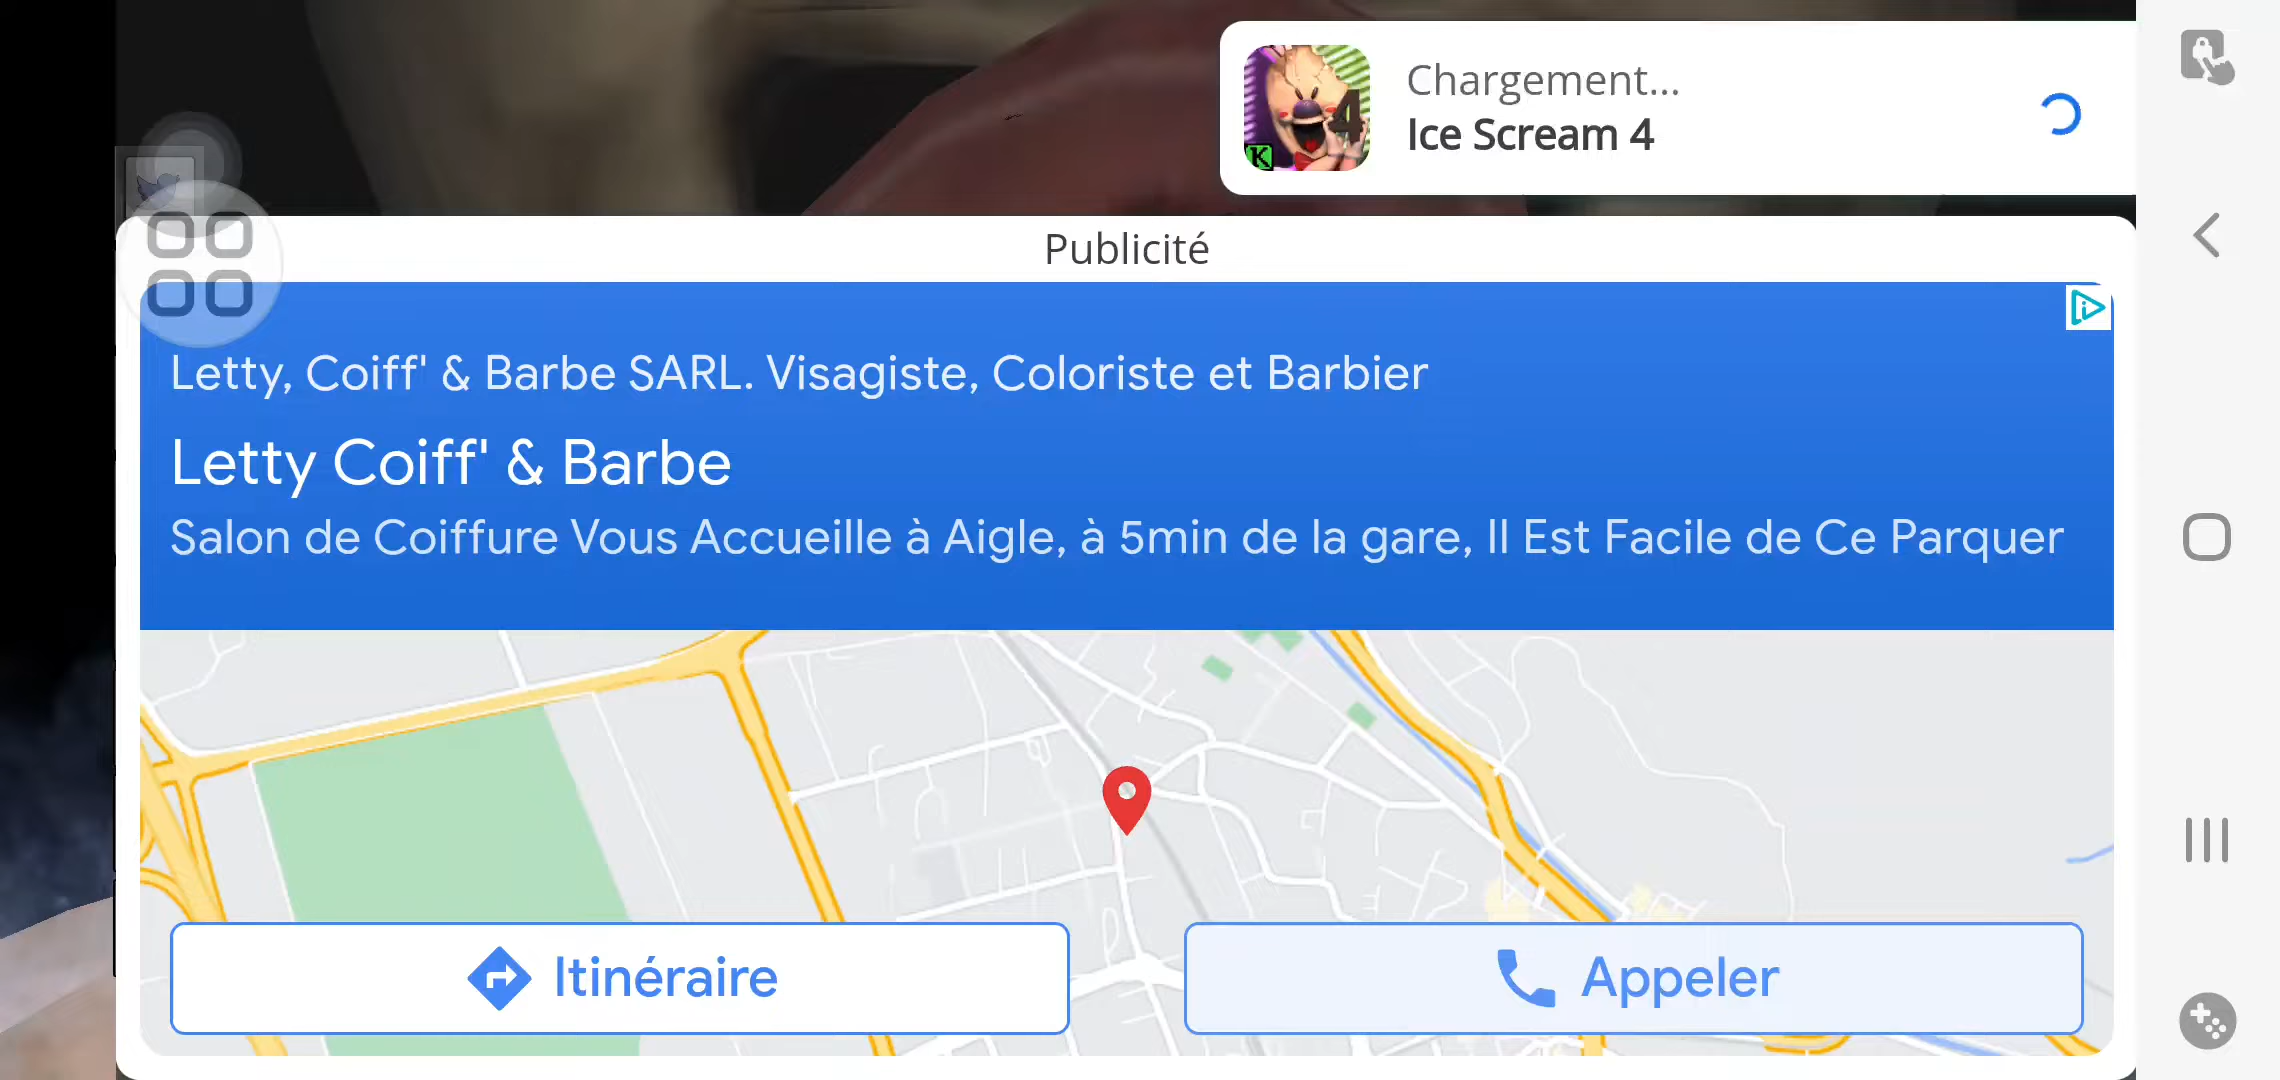 Chargement...
Ice Scream 4
4
K
Publicité
Letty, Coiff' & Barbe SARL. Visagiste, Coloriste et Barbier
Letty Coiff' & Barbe
Salon de Coiffure Vous Accueille à Aigle, à 5min de la gare, Il Est Facile de Ce Parquer
Itinéraire
Appeler